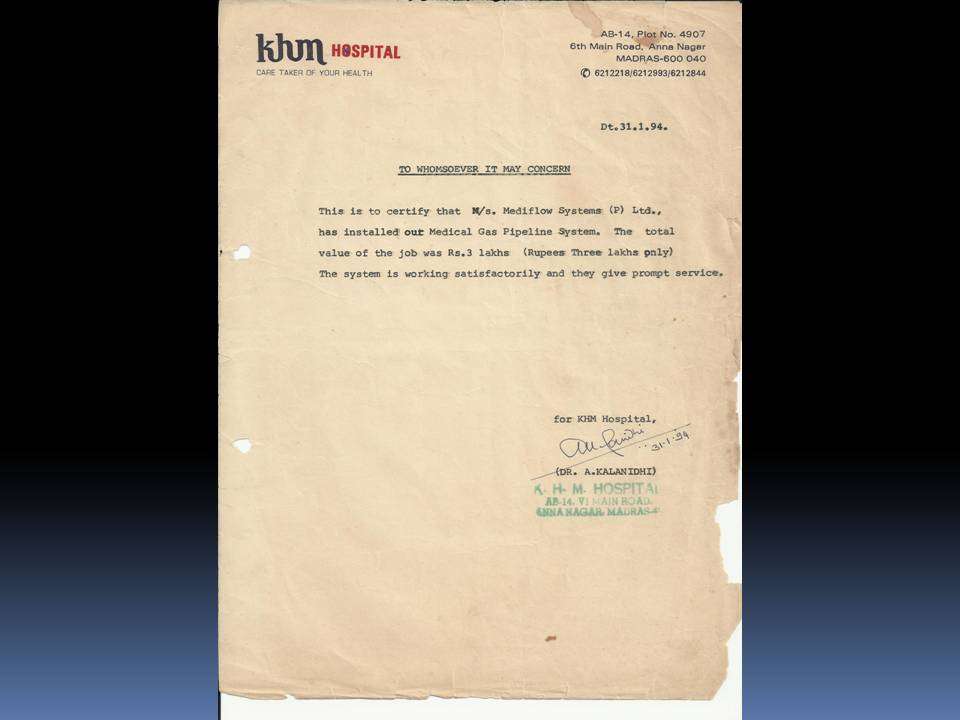 khm HOSPITAL
CARE TAKER OF YOUR HEALTH
AB-14, Plot No. 4907
6th Main Road, Anna Nagar
MADRAS-600 040
✆ 6212218/6212993/6212844
Dt.31.1.94.
TO WHOMSOEVER IT MAY CONCERN
This is to certify that M/s. Mediflow Systems (P) Ltd.,
has installed our Medical Gas Pipeline System. The total
value of the job was Rs.3 lakhs (Rupees Three lakhs only)
The system is working satisfactorily and they give prompt service.
for KHM Hospital,
31-1-94
(DR. A.KALANIDHI)
K. H. M. HOSPITAL
AB-14, VI MAIN ROAD,
ANNA NAGAR, MADRAS-